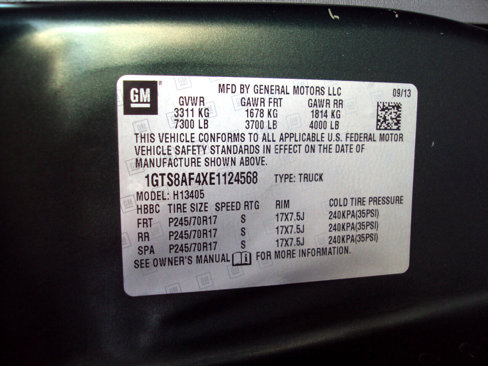 GM
MFD BY GENERAL MOTORS LLC 09/13
GVWR GAWR FRT GAWR RR
3311 KG 1678 KG 1814 KG
7300 LB 3700 LB 4000 LB
THIS VEHICLE CONFORMS TO ALL APPLICABLE U.S. FEDERAL MOTOR
VEHICLE SAFETY STANDARDS IN EFFECT ON THE DATE OF
MANUFACTURE SHOWN ABOVE.
1GTS8AF4XE1124568 TYPE: TRUCK
MODEL: H13405
HBBC TIRE SIZE SPEED RTG RIM COLD TIRE PRESSURE
FRT P245/70R17 S 17X7.5J 240KPA(35PSI)
RR P245/70R17 S 17X7.5J 240KPA(35PSI)
SPA P245/70R17 S 17X7.5J 240KPA(35PSI)
SEE OWNER'S MANUAL FOR MORE INFORMATION.